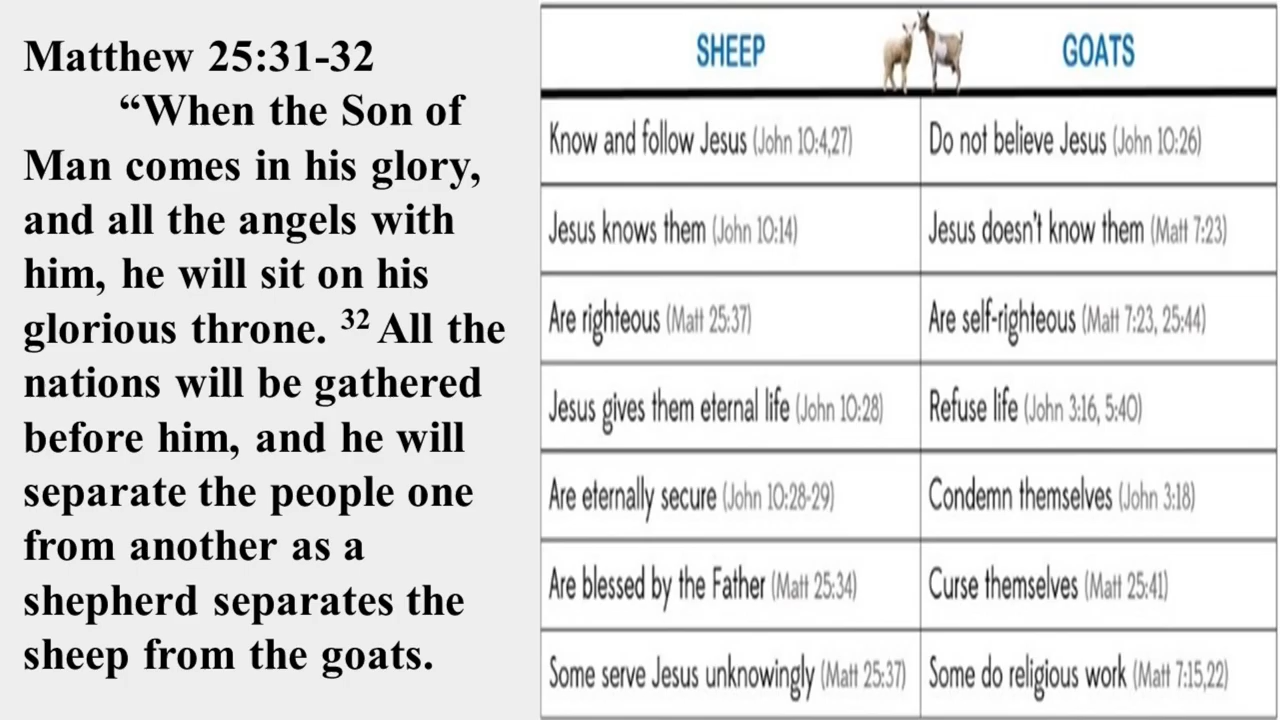 Matthew 25:31-32
“When the Son of
Man comes in his glory,
and all the angels with
him, he will sit on his
glorious throne. 32 All the
nations will be gathered
before him, and he will
separate the people one
from another as a
shepherd separates the
sheep from the goats.
SHEEP GOATS
Know and follow Jesus (John 10:4,27) Do not believe Jesus (John 10:26)
Jesus knows them (John 10:14) Jesus doesn't know them (Matt 7:23)
Are righteous (Matt 25:37) Are self-righteous (Matt 7:23, 25:44)
Jesus gives them eternal life (John 10:28) Refuse life (John 3:16, 5:40)
Are eternally secure (John 10:28-29) Condemn themselves (John 3:18)
Are blessed by the Father (Matt 25:34) Curse themselves (Matt 25:41)
Some serve Jesus unknowingly (Matt 25:37) Some do religious work (Matt 7:15,22)